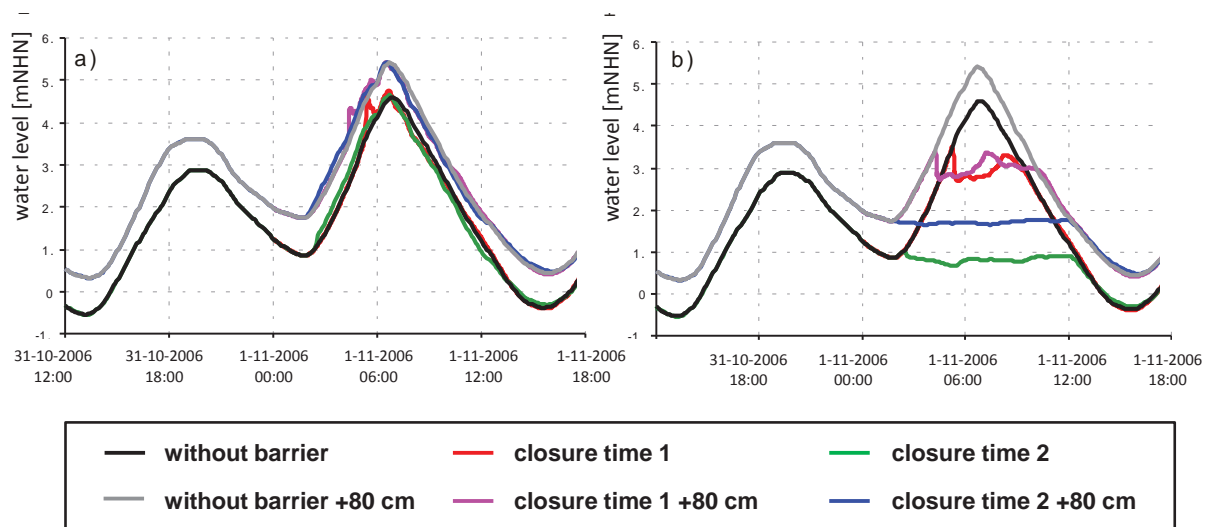 a)
water level [mNHN]
6.
5.
4.
3.
2.
1.
0
-1.
31-10-2006 31-10-2006 1-11-2006 1-11-2006 1-11-2006 1-11-2006
12:00 18:00 00:00 06:00 12:00 18:00
b)
water level [mNHN]
6.
5.
4.
3.
2.
1.
0
-1
31-10-2006 1-11-2006 1-11-2006 1-11-2006 1-11-2006
18:00 00:00 06:00 12:00 18:00
without barrier closure time 1 closure time 2
without barrier +80 cm closure time 1 +80 cm closure time 2 +80 cm